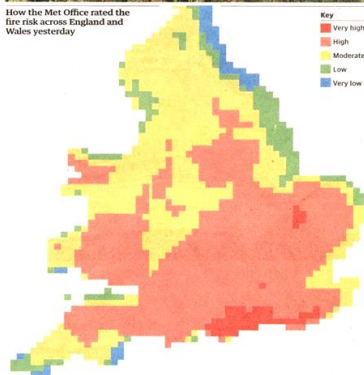 How the Met Office rated the
fire risk across England and
Wales yesterday
Key
Very high
High
Moderate
Low
Very low